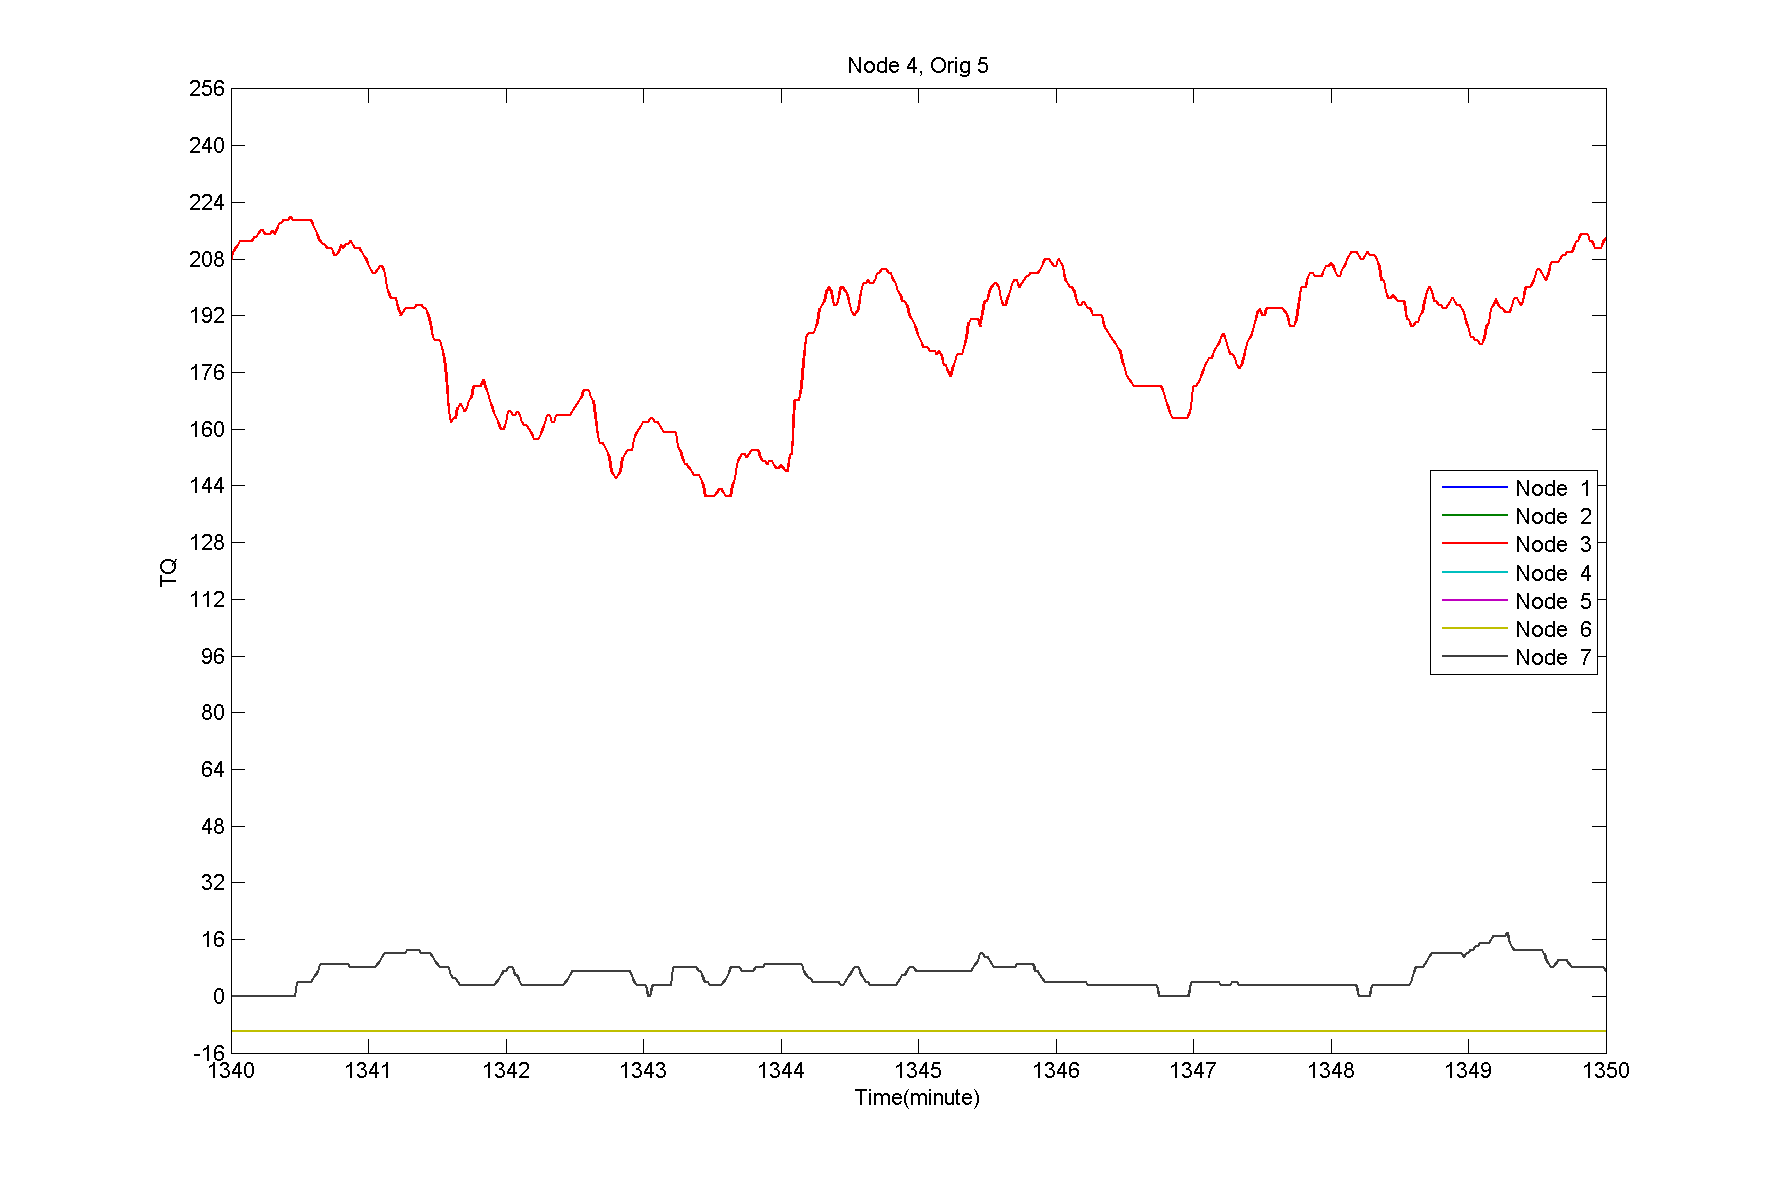 Node 4, Orig 5
256
240
224
208
192
176
160
144
128
112
96
80
64
48
32
16
0
-16
TQ
Node 1
Node 2
Node 3
Node 4
Node 5
Node 6
Node 7
1340 1341 1342 1343 1344 1345 1346 1347 1348 1349 1350
Time(minute)